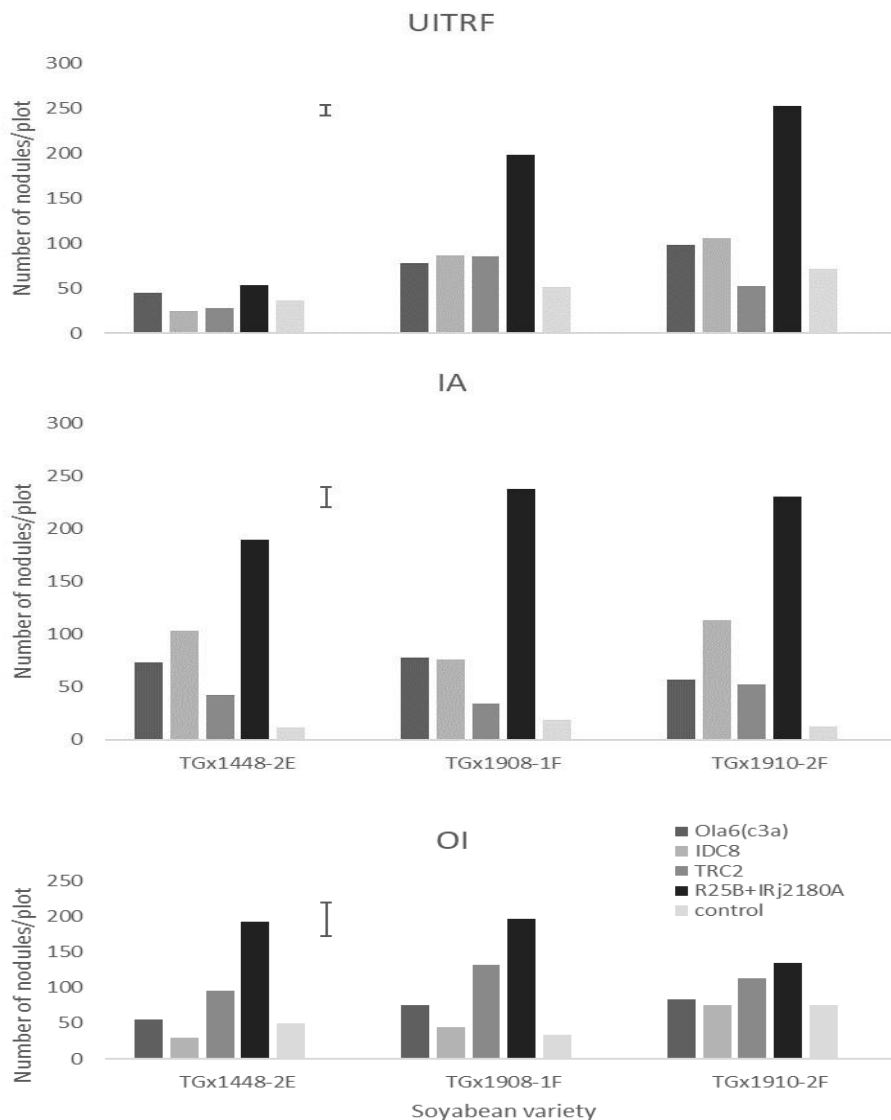 UITRF
Number of nodules/plot
300
250
200
150
100
50
0
IA
Number of nodules/plot
300
250
200
150
100
50
0
TGx1448-2E TGx1908-1F TGx1910-2F
OI
Number of nodules/plot
250
200
150
100
50
0
OIa6(c3a)
IDC8
TRC2
R25B+IRj2180A
control
TGx1448-2E TGx1908-1F TGx1910-2F
Soyabean variety